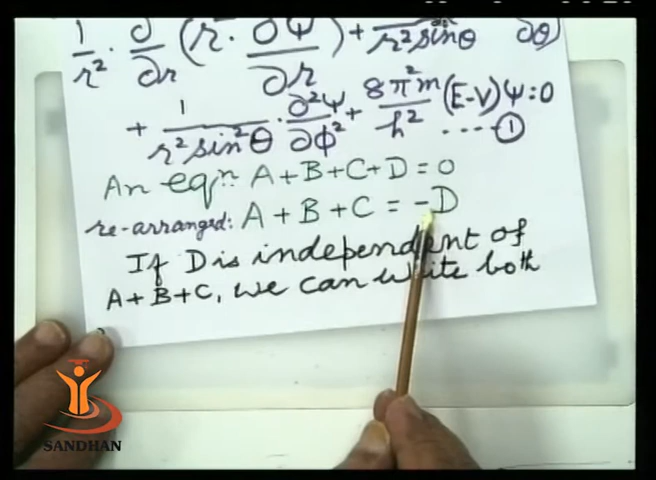 1/r² · ∂/∂r (r · ∂Ψ/∂r) + r² sinθ ∂θ)
+ 1/r² sin²θ · ∂²Ψ/∂ϕ² + 8π²m/h² (E-V)Ψ=0
....①
An eqn: A+B+C+D=0
re-arranged: A+B+C = -D
If D is independent of
A+B+C, we can write both
SANDHAN